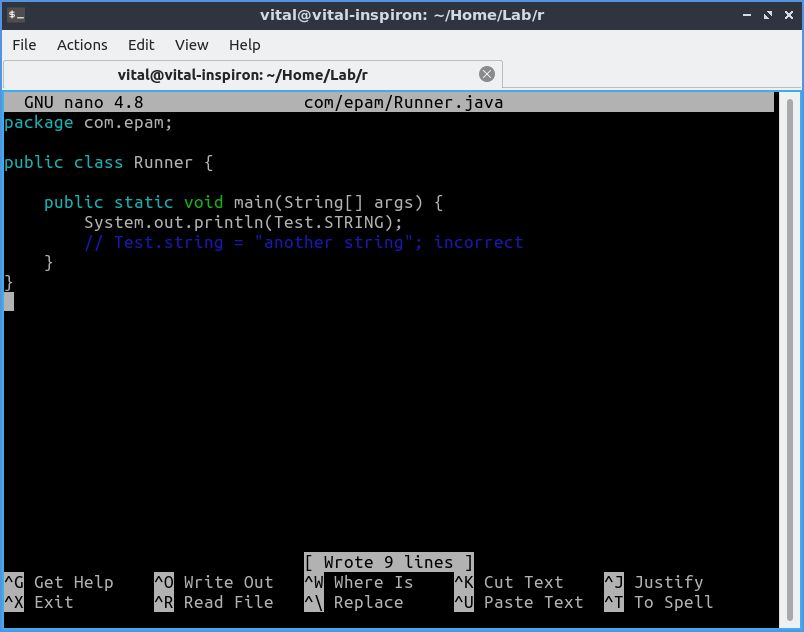 vital@vital-inspiron: ~/Home/Lab/r
File Actions Edit View Help
vital@vital-inspiron: ~/Home/Lab/r
GNU nano 4.8 com/epam/Runner.java
package com.epam;
public class Runner {
    public static void main(String[] args) {
        System.out.println(Test.STRING);
        // Test.string = "another string"; incorrect
    }
}
[ Wrote 9 lines ]
^G Get Help ^O Write Out ^W Where Is ^K Cut Text ^J Justify
^X Exit ^R Read File ^\ Replace ^U Paste Text ^T To Spell